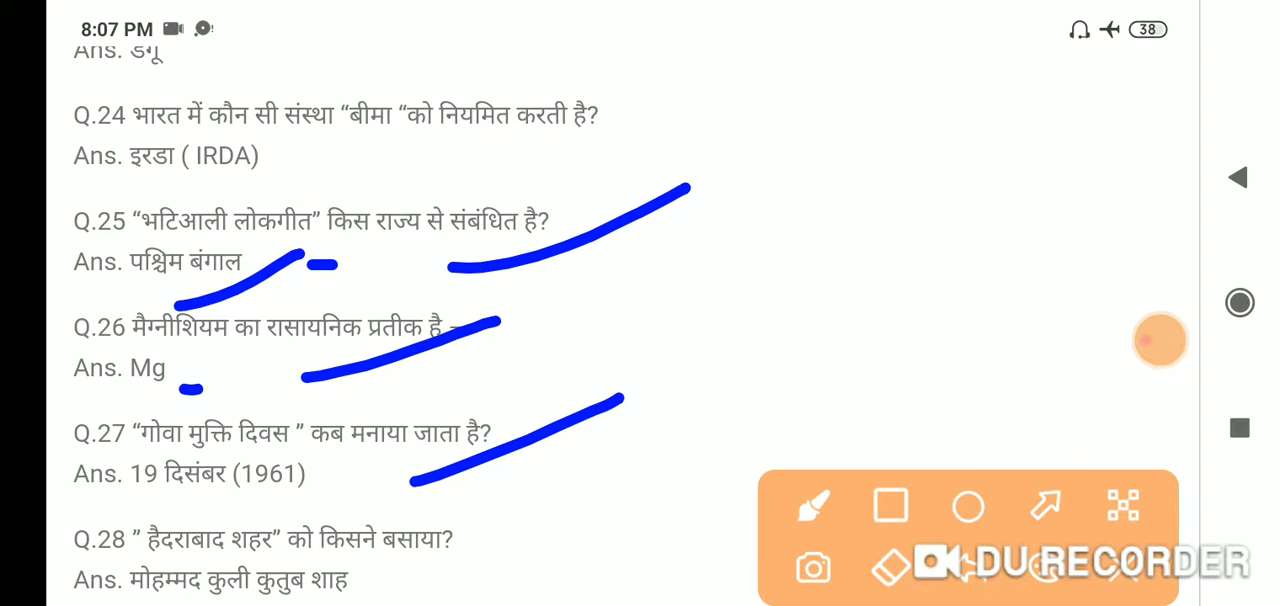 8:07 PM
38
Ans. डेंगू
Q.24 भारत में कौन सी संस्था “बीमा “को नियमित करती है?
Ans. इरडा ( IRDA)
Q.25 “भटिआली लोकगीत” किस राज्य से संबंधित है?
Ans. पश्चिम बंगाल
Q.26 मैग्नीशियम का रासायनिक प्रतीक है –
Ans. Mg
Q.27 “गोवा मुक्ति दिवस ” कब मनाया जाता है?
Ans. 19 दिसंबर (1961)
Q.28 ” हैदराबाद शहर” को किसने बसाया?
Ans. मोहम्मद कुली कुतुब शाह
DU RECORDER